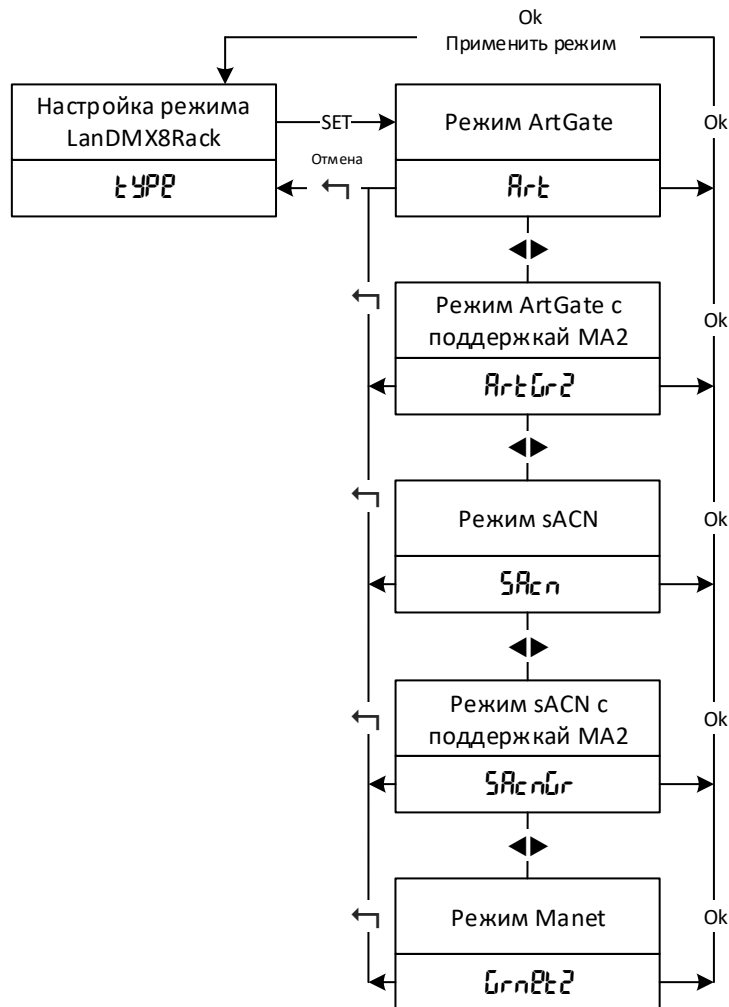 Ok
Применить режим
Настройка режима
LanDMX8Rack
tYPE
SET
Отмена
Режим ArtGate
Art
Ok
Режим ArtGate с
поддержкай MA2
ArtGr2
Ok
Режим sACN
SAcn
Ok
Режим sACN с
поддержкай MA2
SAcnGr
Ok
Режим Manet
GrnEt2
Ok